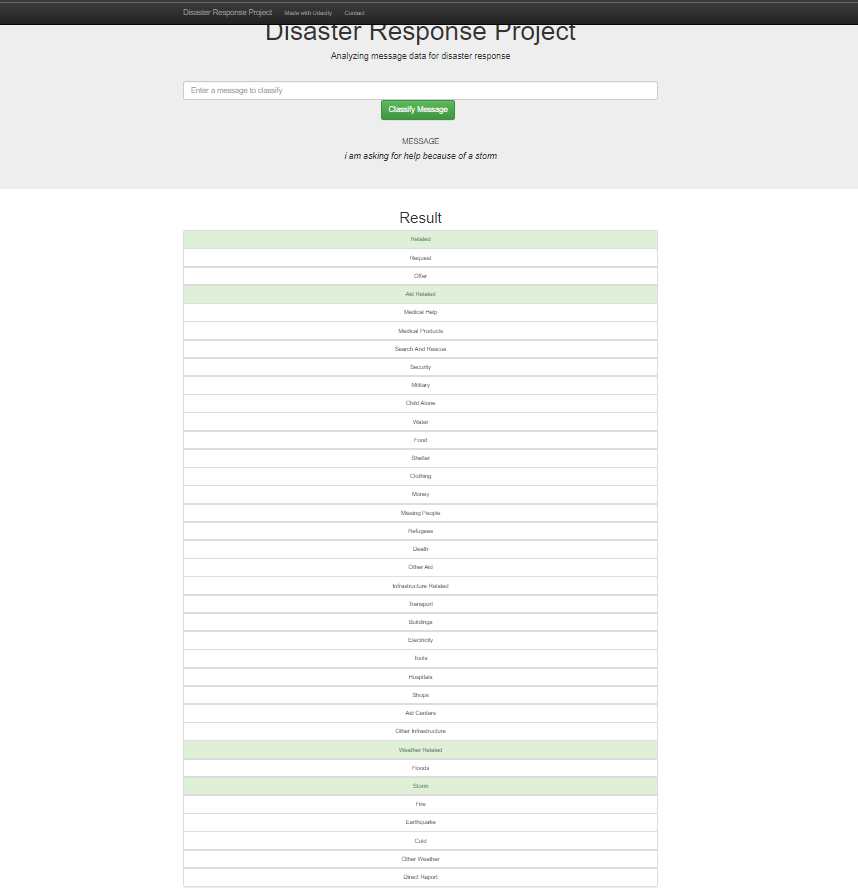 Disaster Response Project Made with Udacity Contact
Disaster Response Project
Analyzing message data for disaster response
Enter a message to classify
Classify Message
MESSAGE
i am asking for help because of a storm
Result
Related
Request
Offer
Aid Related
Medical Help
Medical Products
Search And Rescue
Security
Military
Child Alone
Water
Food
Shelter
Clothing
Money
Missing People
Refugees
Death
Other Aid
Infrastructure Related
Transport
Buildings
Electricity
Tools
Hospitals
Shops
Aid Centers
Other Infrastructure
Weather Related
Floods
Storm
Fire
Earthquake
Cold
Other Weather
Direct Report